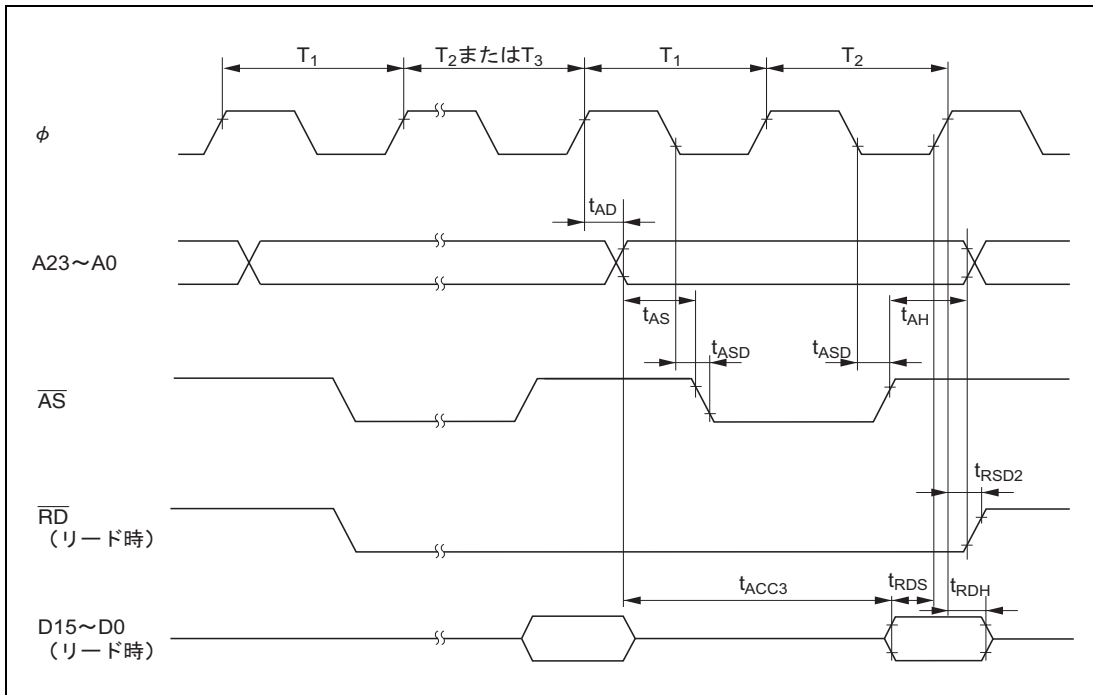 T1 T2またはT3 T1 T2
φ
tAD
A23～A0
tAS tAH
tASD tASD
AS
tRSD2
RD
（リード時）
tACC3 tRDS tRDH
D15～D0
（リード時）